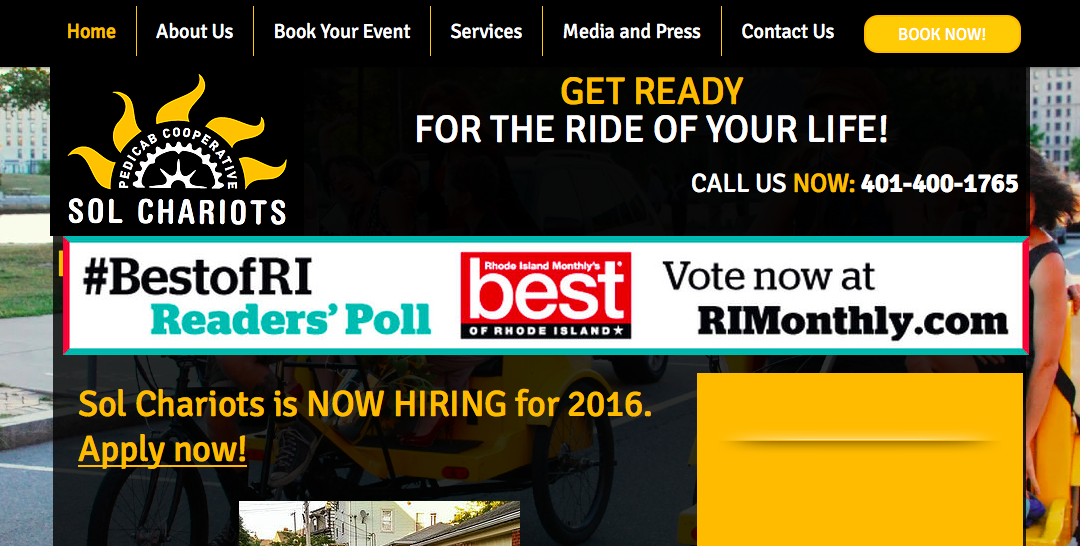 Home
About Us
Book Your Event
Services
Media and Press
Contact Us
BOOK NOW!
PEDICAB COOPERATIVE
SOL CHARIOTS
GET READY
FOR THE RIDE OF YOUR LIFE!
CALL US NOW: 401-400-1765
#BestofRI
Readers' Poll
Rhode Island Monthly's
best
OF RHODE ISLAND
Vote now at
RIMonthly.com
Sol Chariots is NOW HIRING for 2016.
Apply now!